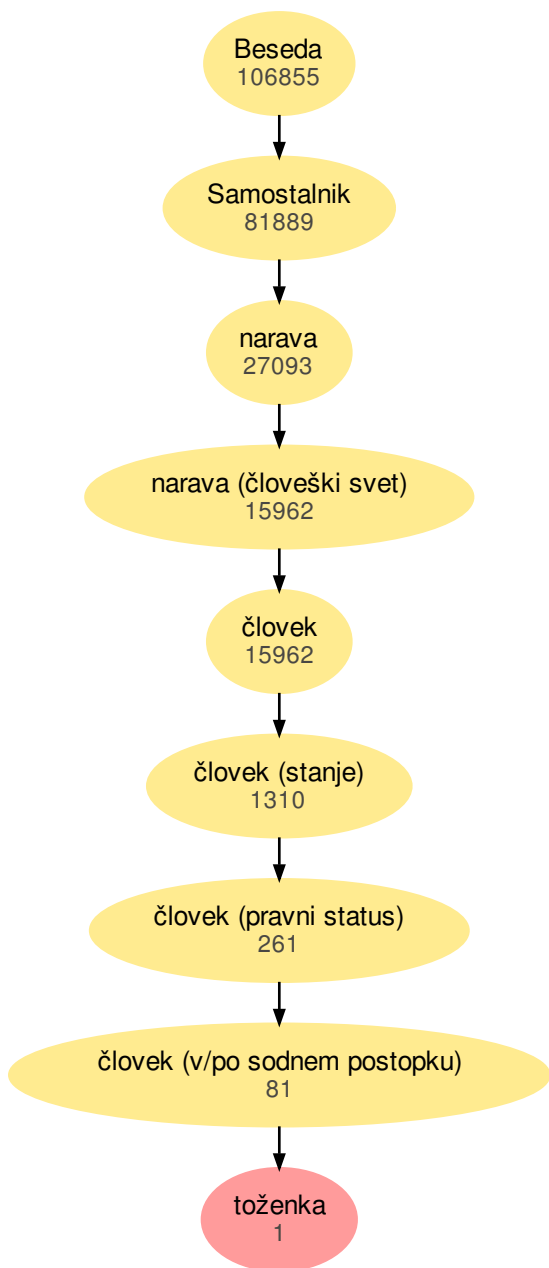 Beseda
106855
Samostalnik
81889
narava
27093
narava (človeški svet)
15962
človek
15962
človek (stanje)
1310
človek (pravni status)
261
človek (v/po sodnem postopku)
81
toženka
1